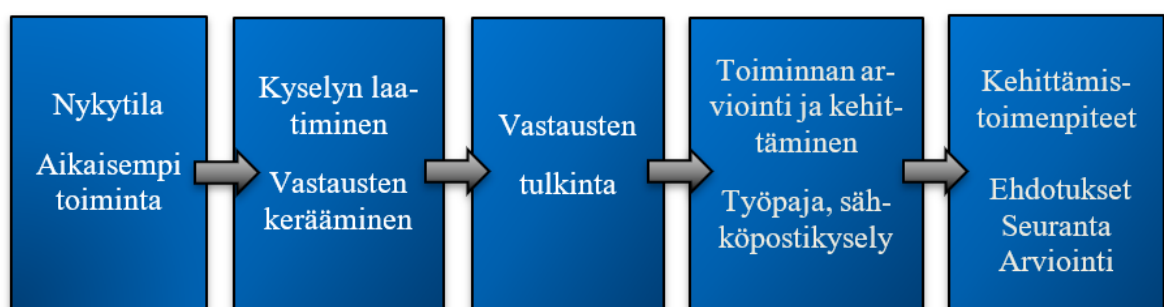 Nykytila
Aikaisempi
toiminta
Kyselyn laa-
timinen
Vastausten
kerääminen
Vastausten
tulkinta
Toiminnan ar-
viointi ja kehit-
täminen
Työpaja, säh-
köpostikysely
Kehittämis-
toimenpiteet
Ehdotukset
Seuranta
Arviointi